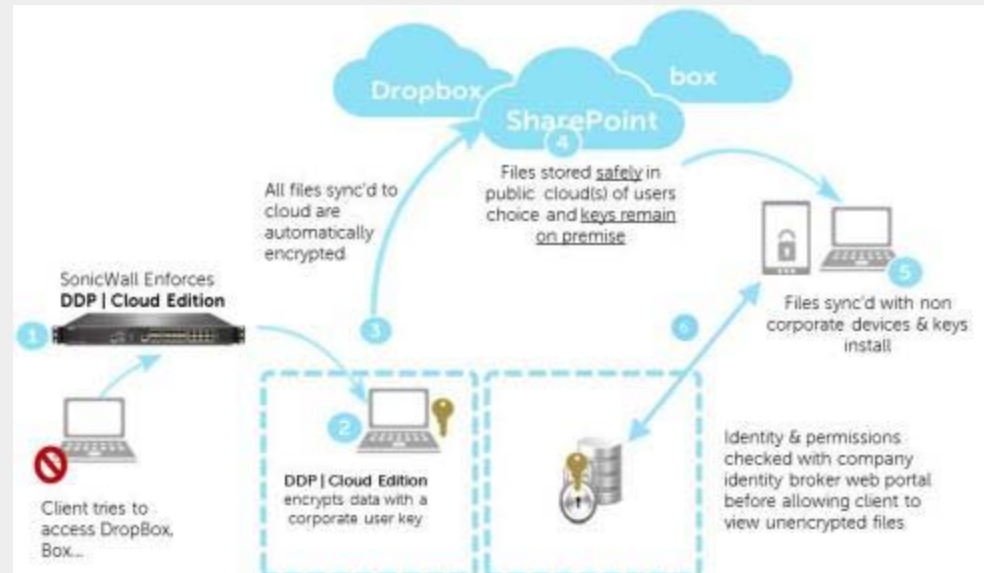 Dropbox
box
SharePoint
4
Files stored safely in
public cloud(s) of users
choice and keys remain
on premise
All files sync'd to
cloud are
automatically
encrypted
SonicWall Enforces
DDP | Cloud Edition
1
3
6
5
Files sync'd with non
corporate devices & keys
install
2
DDP | Cloud Edition
encrypts data with a
corporate user key
Client tries to
access DropBox,
Box...
Identity & permissions
checked with company
identity broker web portal
before allowing client to
view unencrypted files